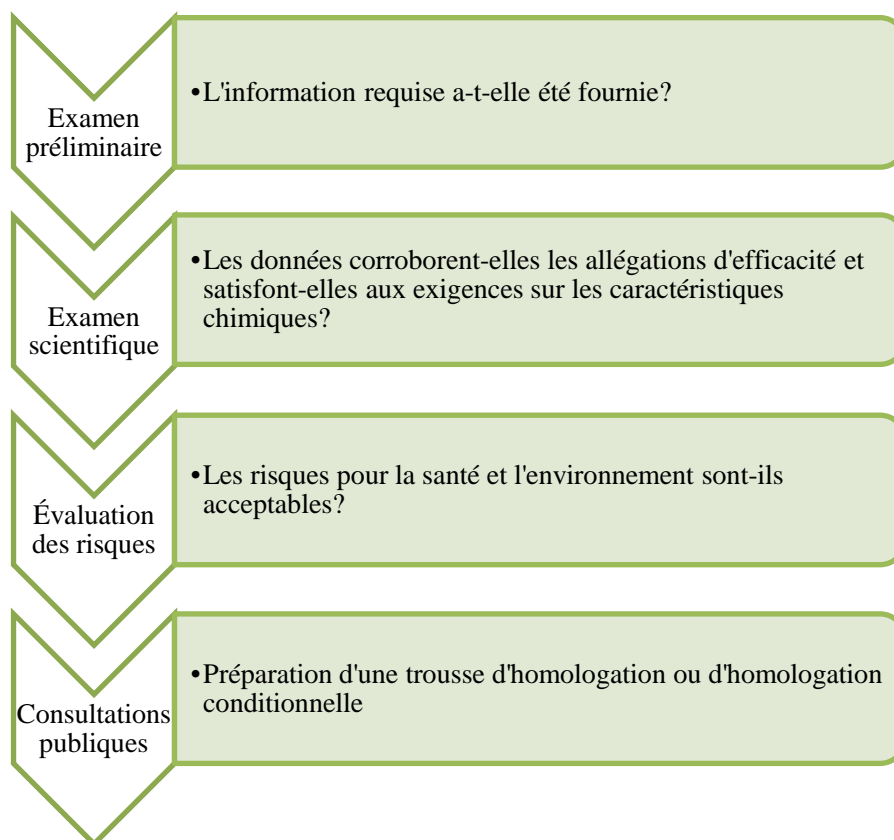 Examen
préliminaire
•L'information requise a-t-elle été fournie?
Examen
scientifique
•Les données corroborent-elles les allégations d'efficacité et
satisfont-elles aux exigences sur les caractéristiques
chimiques?
Évaluation
des risques
•Les risques pour la santé et l'environnement sont-ils
acceptables?
Consultations
publiques
•Préparation d'une trousse d'homologation ou d'homologation
conditionnelle